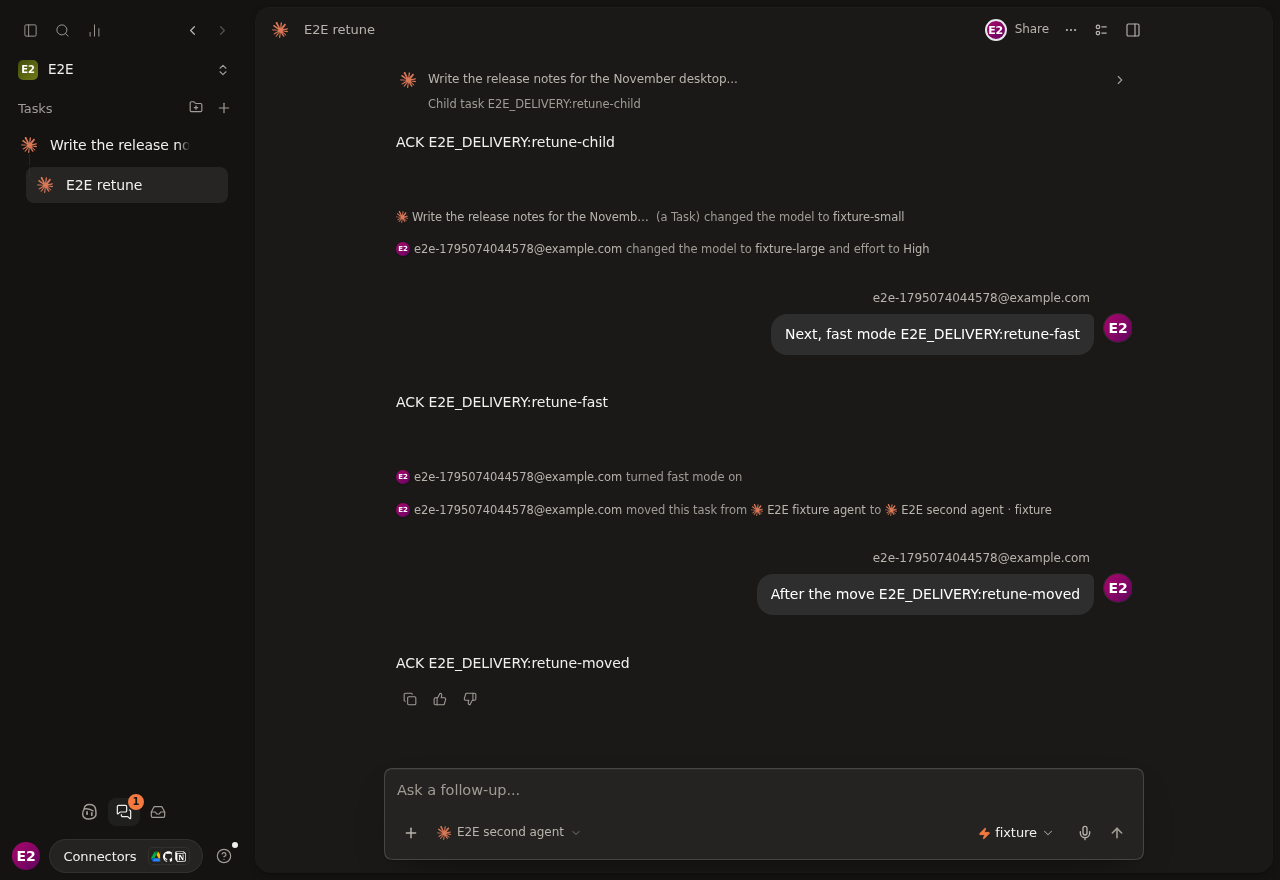 E2E retune
E2 Share
E2 E2E
Tasks
Write the release no
E2E retune
Write the release notes for the November desktop...
Child task E2E_DELIVERY:retune-child
ACK E2E_DELIVERY:retune-child
Write the release notes for the Novemb... (a Task) changed the model to fixture-small
E2 e2e-1795074044578@example.com changed the model to fixture-large and effort to High
e2e-1795074044578@example.com
Next, fast mode E2E_DELIVERY:retune-fast
E2
ACK E2E_DELIVERY:retune-fast
E2 e2e-1795074044578@example.com turned fast mode on
E2 e2e-1795074044578@example.com moved this task from E2E fixture agent to E2E second agent · fixture
e2e-1795074044578@example.com
After the move E2E_DELIVERY:retune-moved
E2
ACK E2E_DELIVERY:retune-moved
Ask a follow-up...
E2E second agent
fixture
1
E2 Connectors